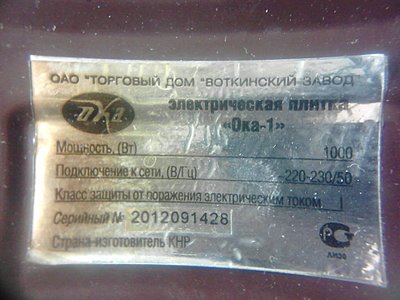 ОАО "ТОРГОВЫЙ ДОМ "ВОТКИНСКИЙ ЗАВОД
Ока
электрическая плитка
«Ока-1»
Мощность, (Вт) 1000
Подключение к сети, (В/Гц) 220-230/50
Класс защиты от поражения электрическим током I
Серийный № 2012091428
Страна-изготовитель КНР